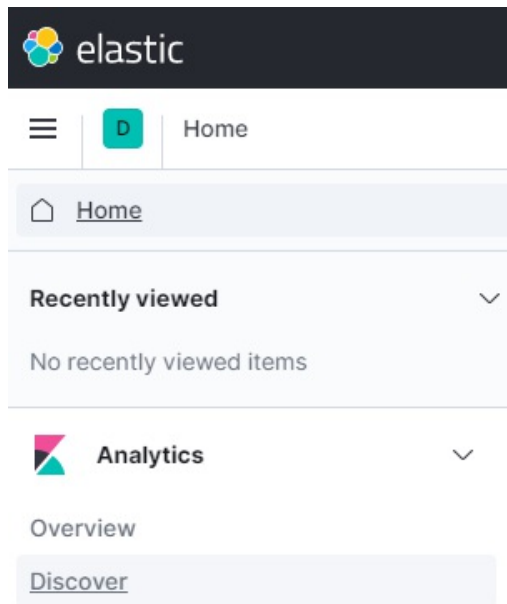 elastic
D Home
Home
Recently viewed
No recently viewed items
Analytics
Overview
Discover